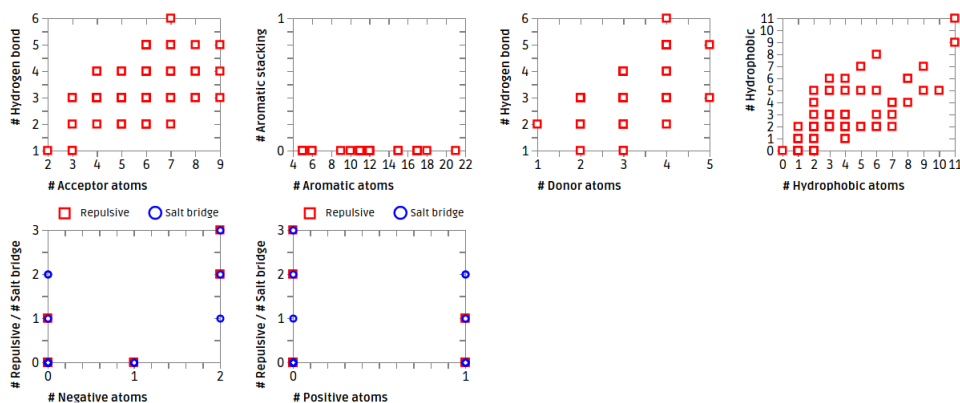 # Hydrogen bond
6
5
4
3
2
1
2 3 4 5 6 7 8 9
# Acceptor atoms
# Aromatic stacking
1
0
4 6 8 10 12 14 16 18 20 22
# Aromatic atoms
# Hydrogen bond
6
5
4
3
2
1
1 2 3 4 5
# Donor atoms
# Hydrophobic
11
10
9
8
7
6
5
4
3
2
1
0
0 1 2 3 4 5 6 7 8 9 10 11
# Hydrophobic atoms
Repulsive Salt bridge
# Repulsive / # Salt bridge
3
2
1
0
0 1 2
# Negative atoms
Repulsive Salt bridge
# Repulsive / # Salt bridge
3
2
1
0
0 1
# Positive atoms